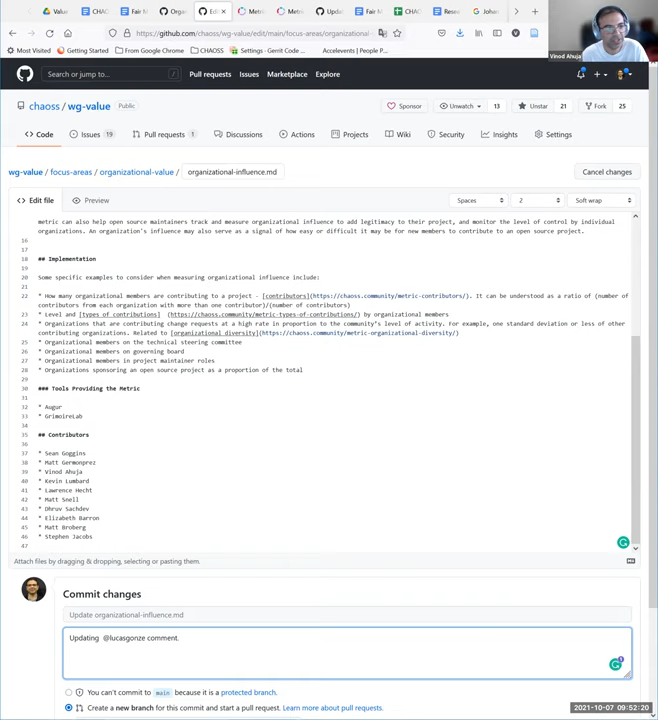 Value
CHAO
Fair M
Orga
Edi
Metric
Metric
Upda
Fair M
CHAO
Resea
Johan
https://github.com/chaoss/wg-value/edit/main/focus-areas/organizational-
Most Visited
Getting Started
From Google Chrome
CHAOSS
Settings · Gerrit Cod...
Accelevents | People P...
Vinod Ahuja
Search or jump to...
/
Pull requests
Issues
Marketplace
Explore
chaoss / wg-value
Public
Sponsor
Unwatch
13
Unstar
21
Fork
25
Code
Issues 19
Pull requests 1
Discussions
Actions
Projects
Wiki
Security
Insights
Settings
wg-value / focus-areas / organizational-value / organizational-influence.md
Cancel changes
Edit file
Preview
Spaces
2
Soft wrap
metric can also help open source maintainers track and measure organizational influence to add legitimacy to their project, and monitor the level of control by individual
organizations. An organization's influence may also serve as a signal of how easy or difficult it may be for new members to contribute to an open source project.
16
17
18 ## Implementation
19
20 Some specific examples to consider when measuring organizational influence include:
21
22 * How many organizational members are contributing to a project - [contributors](https://chaoss.community/metric-contributors/). It can be understood as a ratio of (number of
contributors from each organization with more than one contributor)/(number of contributors)
23 * Level and [types of contributions] (https://chaoss.community/metric-types-of-contributions/) by organizational members
24 * Organizations that are contributing change requests at a high rate in proportion to the community's level of activity. For example, one standard deviation or less of other
contributing organizations. Related to [organizational diversity](https://chaoss.community/metric-organizational-diversity/)
25 * Organizational members on the technical steering committee
26 * Organizational members on governing board
27 * Organizational members in project maintainer roles
28 * Organizations sponsoring an open source project as a proportion of the total
29
30 ### Tools Providing the Metric
31
32 * Augur
33 * GrimoireLab
34
35 ## Contributors
36
37 * Sean Goggins
38 * Matt Germonprez
39 * Vinod Ahuja
40 * Kevin Lumbard
41 * Lawrence Hecht
42 * Matt Snell
43 * Dhruv Sachdev
44 * Elizabeth Barron
45 * Matt Broberg
46 * Stephen Jacobs
47
Attach files by dragging & dropping, selecting or pasting them.
Commit changes
Update organizational-influence.md
Updating @lucasgonze comment.
1
You can't commit to main because it is a protected branch.
Create a new branch for this commit and start a pull request. Learn more about pull requests.
2021-10-07 09:52:20